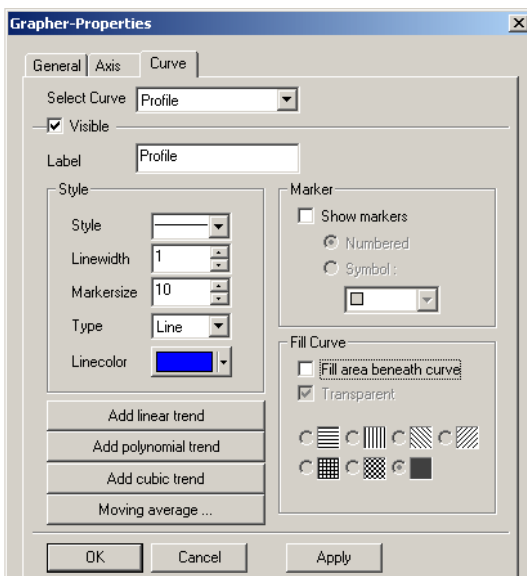 Grapher-Properties
General Axis Curve
Select Curve Profile
Visible
Label Profile
Style
Style
Linewidth 1
Markersize 10
Type Line
Linecolor
Marker
Show markers
Numbered
Symbol :
Fill Curve
Fill area beneath curve
Transparent
Add linear trend
Add polynomial trend
Add cubic trend
Moving average ...
OK Cancel Apply